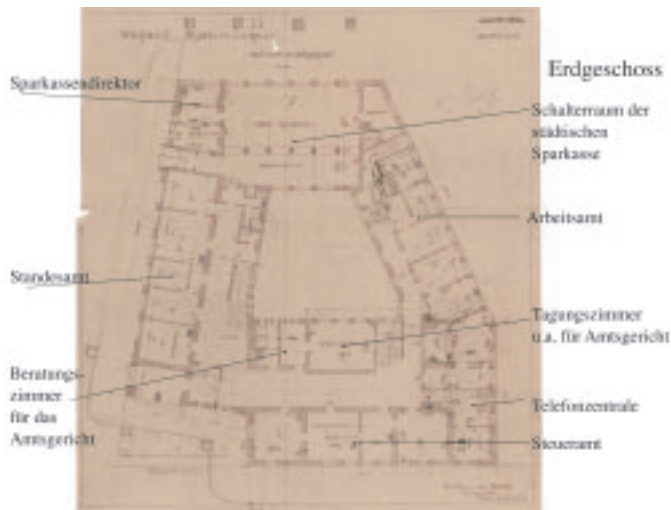 Erdgeschoss
Sparkassendirektor
Schalterraum der
städtischen
Sparkasse
Arbeitsamt
Standesamt
Tagungszimmer
u.a. für Amtsgericht
Beratungs-
zimmer
für das
Amtsgericht
Telefonzentrale
Steueramt